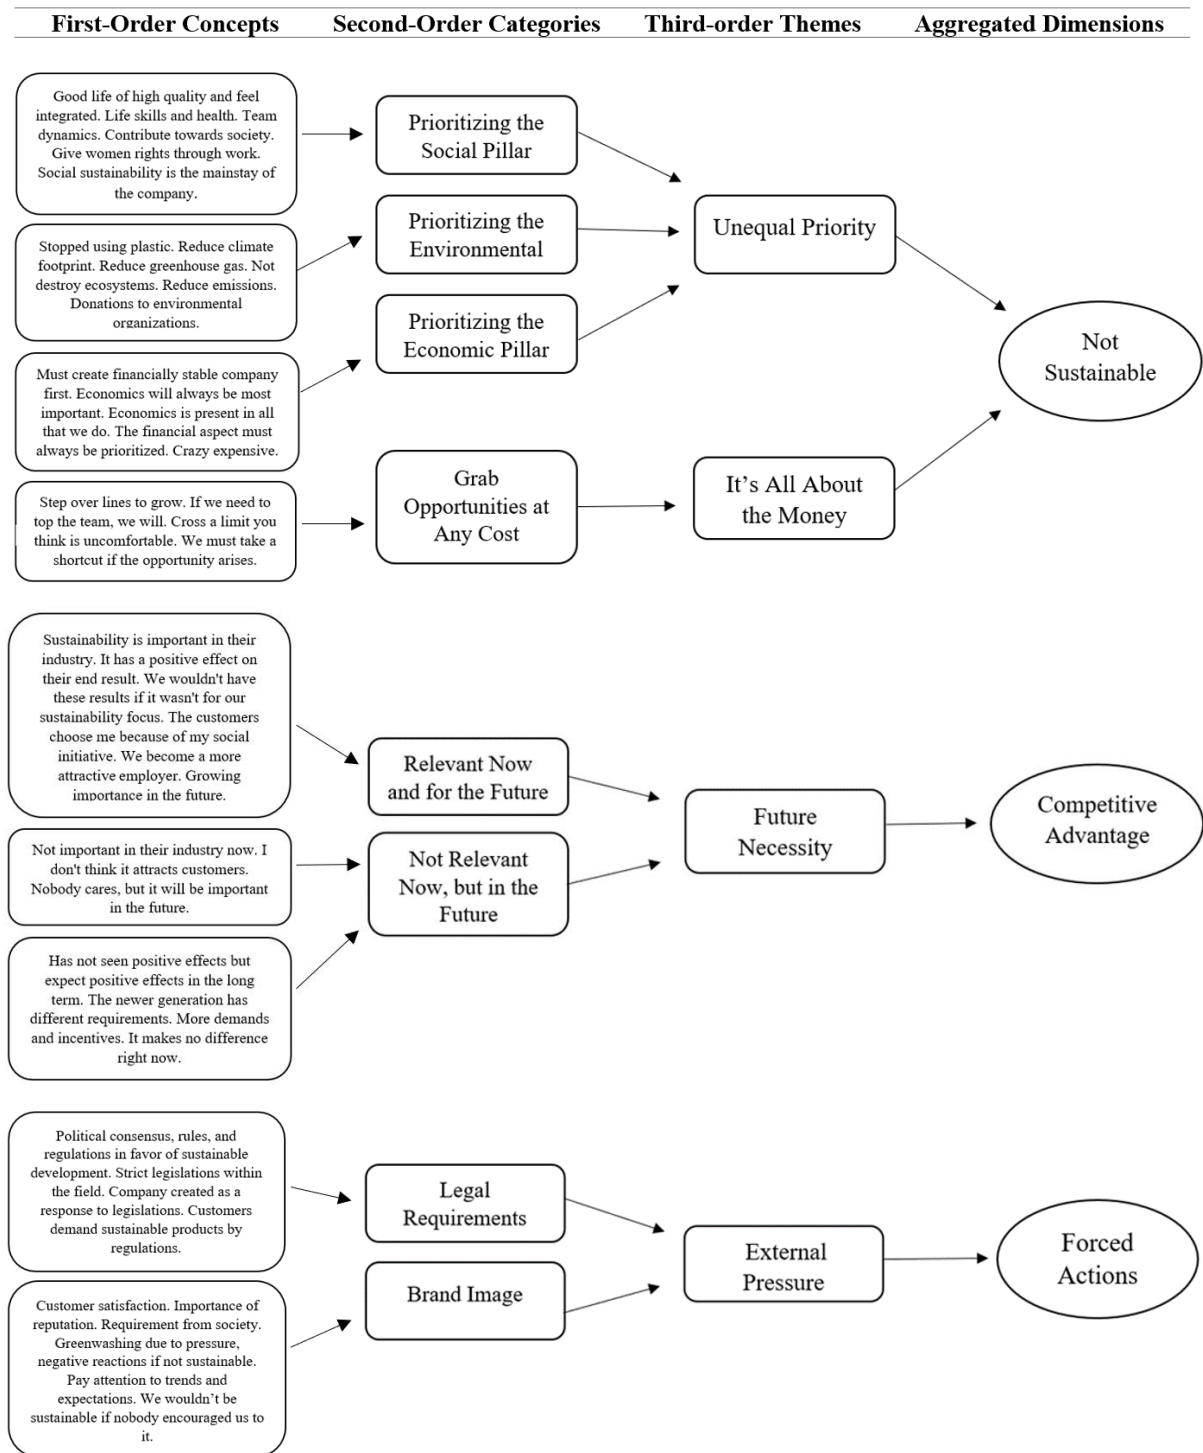 First-Order Concepts
Second-Order Categories
Third-order Themes
Aggregated Dimensions
Good life of high quality and feel
integrated. Life skills and health. Team
dynamics. Contribute towards society.
Give women rights through work.
Social sustainability is the mainstay of
the company.
Prioritizing the
Social Pillar
Stopped using plastic. Reduce climate
footprint. Reduce greenhouse gas. Not
destroy ecosystems. Reduce emissions.
Donations to environmental
organizations.
Prioritizing the
Environmental
Unequal Priority
Must create financially stable company
first. Economics will always be most
important. Economics is present in all
that we do. The financial aspect must
always be prioritized. Crazy expensive.
Prioritizing the
Economic Pillar
Not
Sustainable
Step over lines to grow. If we need to
top the team, we will. Cross a limit you
think is uncomfortable. We must take a
shortcut if the opportunity arises.
Grab
Opportunities at
Any Cost
It’s All About
the Money
Sustainability is important in their
industry. It has a positive effect on
their end result. We wouldn't have
these results if it wasn't for our
sustainability focus. The customers
choose me because of my social
initiative. We become a more
attractive employer. Growing
importance in the future.
Relevant Now
and for the Future
Future
Necessity
Competitive
Advantage
Not important in their industry now. I
don't think it attracts customers.
Nobody cares, but it will be important
in the future.
Not Relevant
Now, but in the
Future
Has not seen positive effects but
expect positive effects in the long
term. The newer generation has
different requirements. More demands
and incentives. It makes no difference
right now.
Political consensus, rules, and
regulations in favor of sustainable
development. Strict legislations within
the field. Company created as a
response to legislations. Customers
demand sustainable products by
regulations.
Legal
Requirements
External
Pressure
Forced
Actions
Customer satisfaction. Importance of
reputation. Requirement from society.
Greenwashing due to pressure,
negative reactions if not sustainable.
Pay attention to trends and
expectations. We wouldn’t be
sustainable if nobody encouraged us to
it.
Brand Image